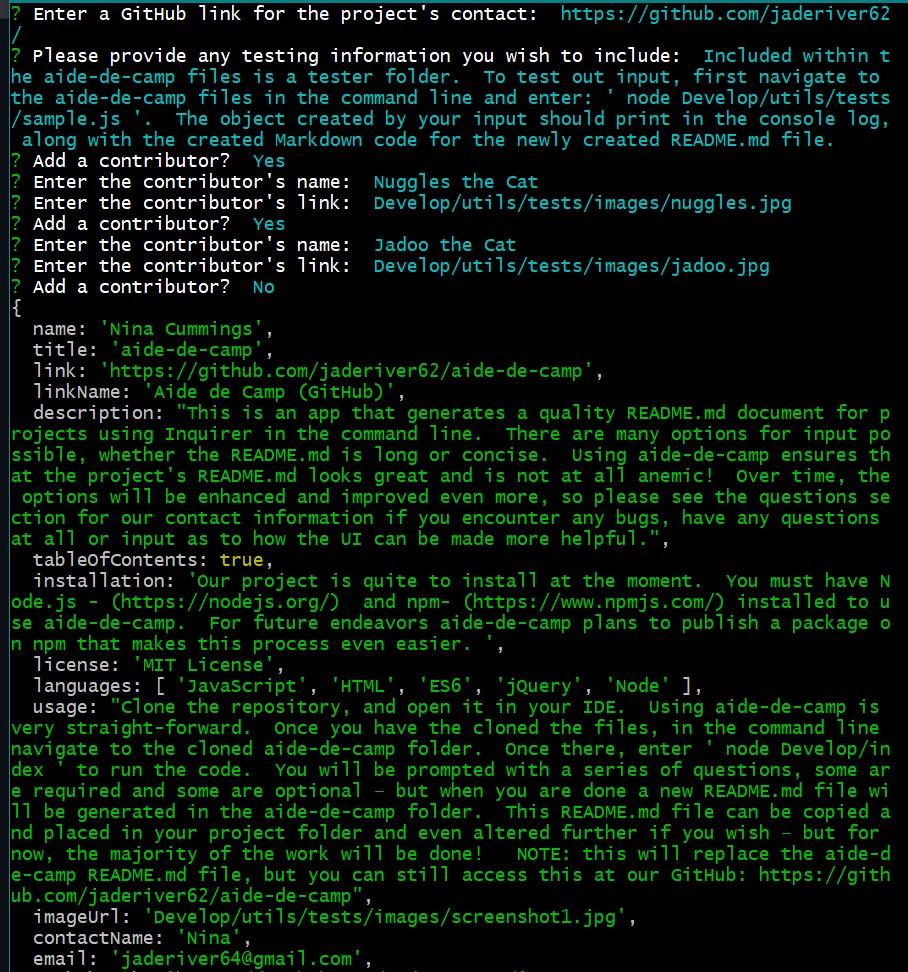 ? Enter a GitHub link for the project's contact:  https://github.com/jaderiver62
/
? Please provide any testing information you wish to include:  Included within t
he aide-de-camp files is a tester folder.  To test out input, first navigate to
the aide-de-camp files in the command line and enter: ' node Develop/utils/tests
/sample.js '.  The object created by your input should print in the console log,
 along with the created Markdown code for the newly created README.md file.
? Add a contributor?  Yes
? Enter the contributor's name:  Nuggles the Cat
? Enter the contributor's link:  Develop/utils/tests/images/nuggles.jpg
? Add a contributor?  Yes
? Enter the contributor's name:  Jadoo the Cat
? Enter the contributor's link:  Develop/utils/tests/images/jadoo.jpg
? Add a contributor?  No
{
  name: 'Nina Cummings',
  title: 'aide-de-camp',
  link: 'https://github.com/jaderiver62/aide-de-camp',
  linkName: 'Aide de Camp (GitHub)',
  description: "This is an app that generates a quality README.md document for p
rojects using Inquirer in the command line.  There are many options for input po
ssible, whether the README.md is long or concise.  Using aide-de-camp ensures th
at the project's README.md looks great and is not at all anemic!  Over time, the
 options will be enhanced and improved even more, so please see the questions se
ction for our contact information if you encounter any bugs, have any questions
at all or input as to how the UI can be made more helpful.",
  tableOfContents: true,
  installation: 'Our project is quite to install at the moment.  You must have N
ode.js - (https://nodejs.org/)  and npm- (https://www.npmjs.com/) installed to u
se aide-de-camp.  For future endeavors aide-de-camp plans to publish a package o
n npm that makes this process even easier. ',
  license: 'MIT License',
  languages: [ 'JavaScript', 'HTML', 'ES6', 'jQuery', 'Node' ],
  usage: "Clone the repository, and open it in your IDE.  Using aide-de-camp is
very straight-forward.  Once you have the cloned the files, in the command line
navigate to the cloned aide-de-camp folder.  Once there, enter ' node Develop/in
dex ' to run the code.  You will be prompted with a series of questions, some ar
e required and some are optional – but when you are done a new README.md file wi
ll be generated in the aide-de-camp folder.  This README.md file can be copied a
nd placed in your project folder and even altered further if you wish – but for
now, the majority of the work will be done!   NOTE: this will replace the aide-d
e-camp README.md file, but you can still access this at our GitHub: https://gith
ub.com/jaderiver62/aide-de-camp",
  imageUrl: 'Develop/utils/tests/images/screenshot1.jpg',
  contactName: 'Nina',
  email: 'jaderiver64@gmail.com',